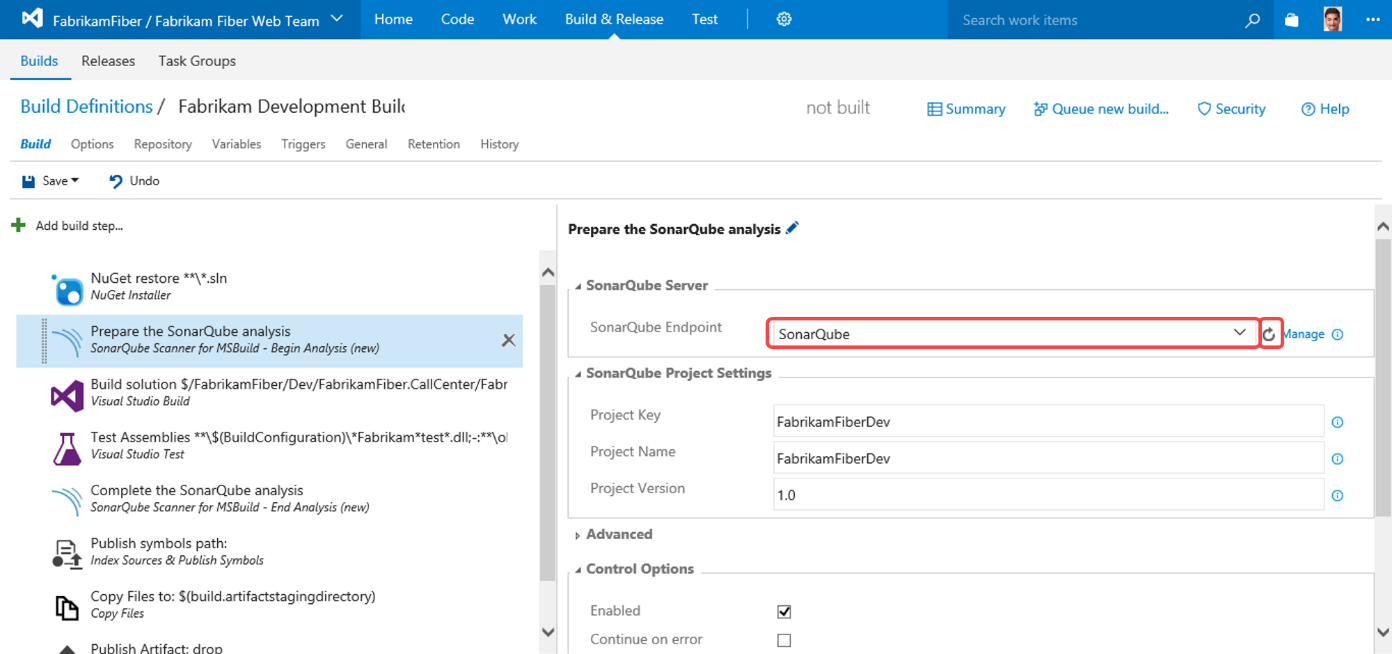 FabrikamFiber / Fabrikam Fiber Web Team
Home Code Work Build & Release Test
Search work items
Builds Releases Task Groups
Build Definitions / Fabrikam Development Build
not built
Summary Queue new build... Security Help
Build Options Repository Variables Triggers General Retention History
Save Undo
Add build step...
NuGet restore **\*.sln
NuGet Installer
Prepare the SonarQube analysis
SonarQube Scanner for MSBuild - Begin Analysis (new)
Build solution $/FabrikamFiber/Dev/FabrikamFiber.CallCenter/Fabr
Visual Studio Build
Test Assemblies **\$(BuildConfiguration)\*Fabrikam*test*.dll;-:**\o
Visual Studio Test
Complete the SonarQube analysis
SonarQube Scanner for MSBuild - End Analysis (new)
Publish symbols path:
Index Sources & Publish Symbols
Copy Files to: $(build.artifactstagingdirectory)
Copy Files
Publish Artifact: drop
Prepare the SonarQube analysis
SonarQube Server
SonarQube Endpoint SonarQube Manage
SonarQube Project Settings
Project Key FabrikamFiberDev
Project Name FabrikamFiberDev
Project Version 1.0
Advanced
Control Options
Enabled
Continue on error